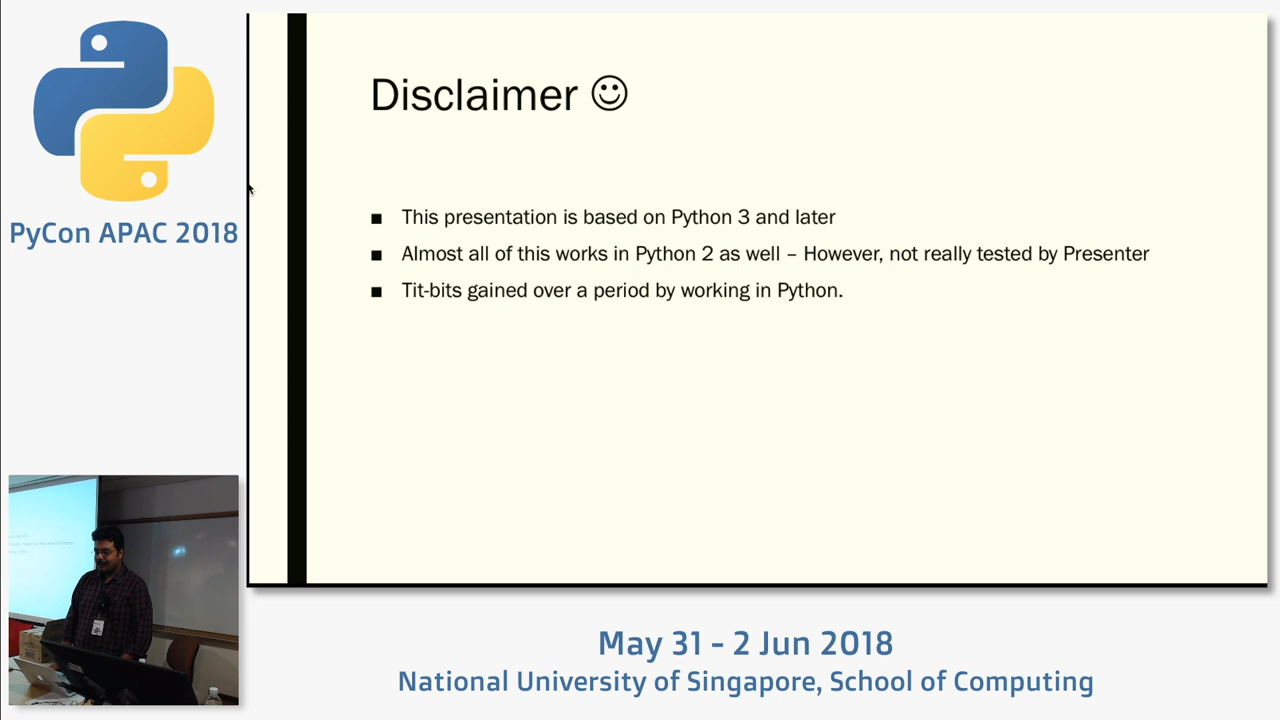 PyCon APAC 2018
Disclaimer ☺
■ This presentation is based on Python 3 and later
■ Almost all of this works in Python 2 as well – However, not really tested by Presenter
■ Tit-bits gained over a period by working in Python.
May 31 - 2 Jun 2018
National University of Singapore, School of Computing